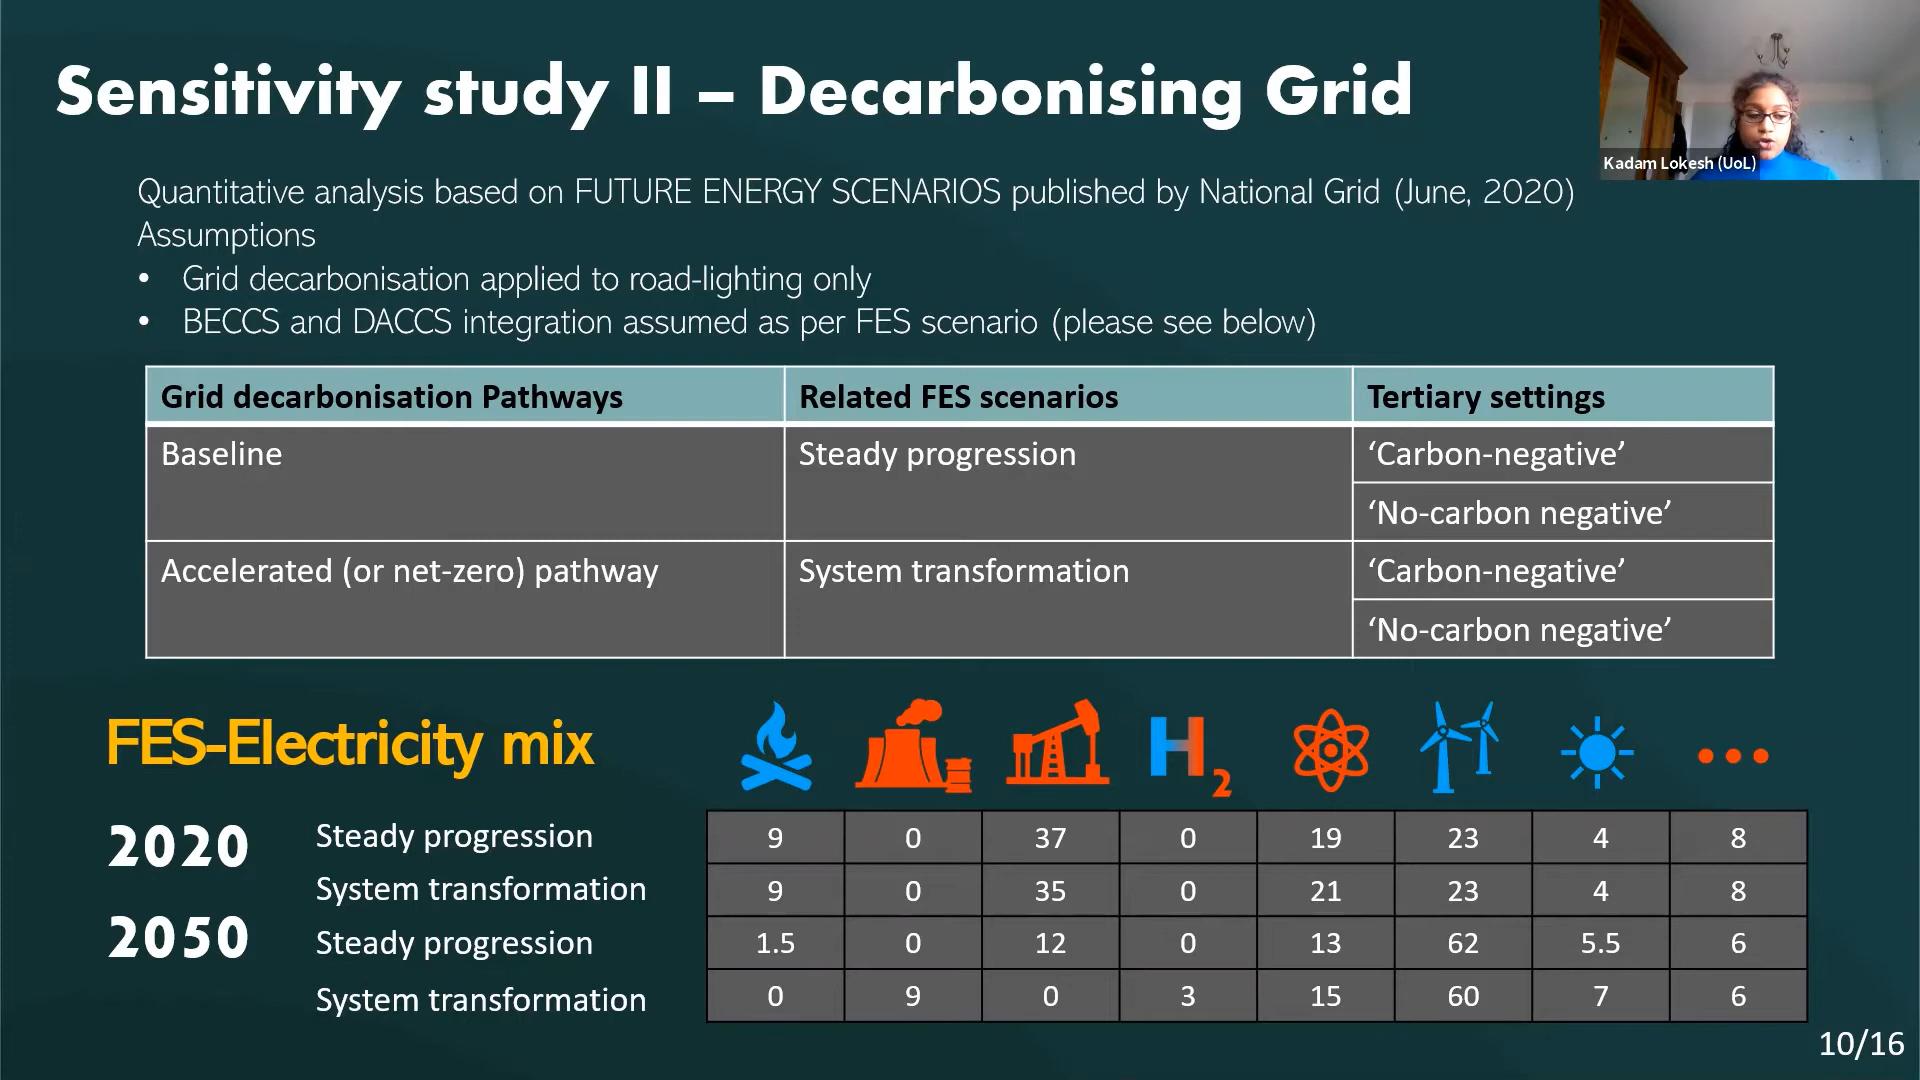 Sensitivity study II – Decarbonising Grid
Kadam Lokesh (UoL)
Quantitative analysis based on FUTURE ENERGY SCENARIOS published by National Grid (June, 2020)
Assumptions
• Grid decarbonisation applied to road-lighting only
• BECCS and DACCS integration assumed as per FES scenario (please see below)
Grid decarbonisation Pathways Related FES scenarios Tertiary settings
Baseline Steady progression ‘Carbon-negative’
‘No-carbon negative’
Accelerated (or net-zero) pathway System transformation ‘Carbon-negative’
‘No-carbon negative’
FES-Electricity mix H2
2020 Steady progression 9 0 37 0 19 23 4 8
System transformation 9 0 35 0 21 23 4 8
2050 Steady progression 1.5 0 12 0 13 62 5.5 6
System transformation 0 9 0 3 15 60 7 6
10/16